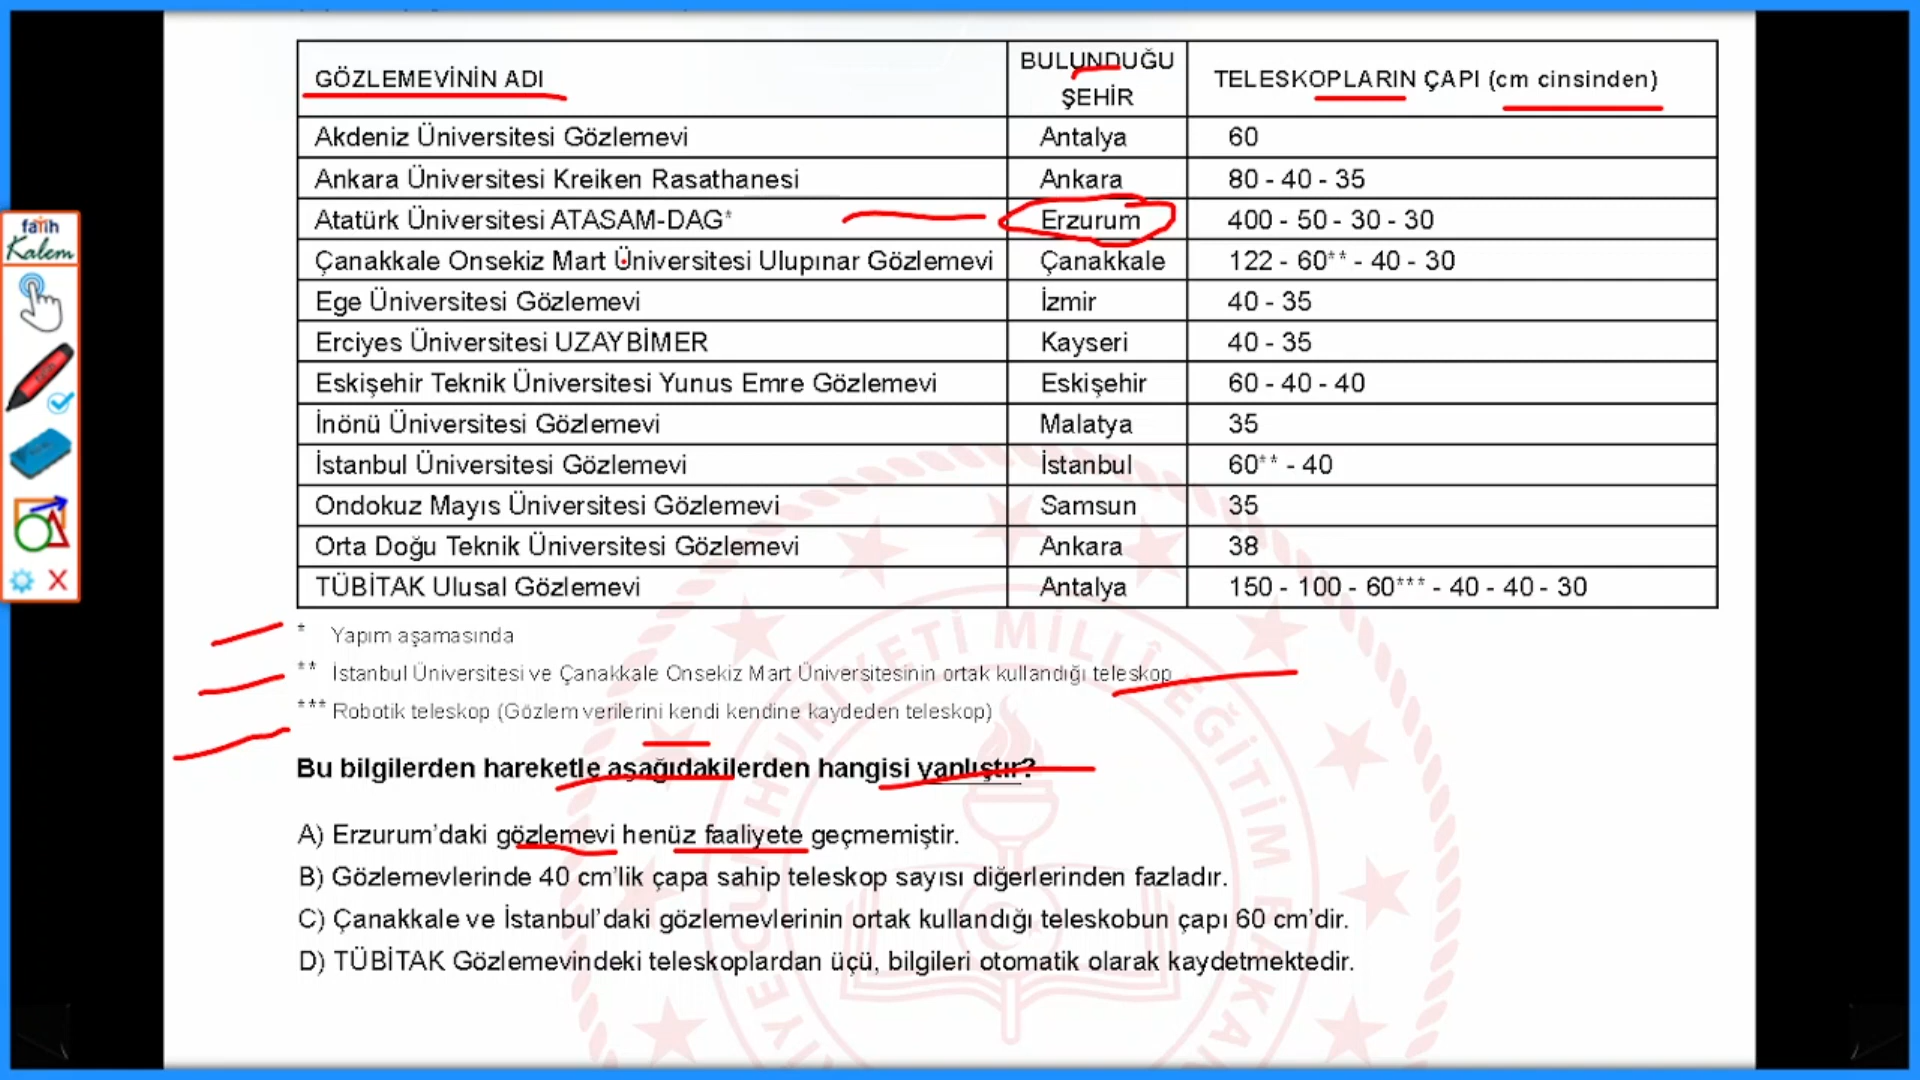 GÖZLEMEVİNİN ADI
BULUNDUĞU
ŞEHİR
TELESKOPLARIN ÇAPI (cm cinsinden)
Akdeniz Üniversitesi Gözlemevi Antalya 60
Ankara Üniversitesi Kreiken Rasathanesi Ankara 80 - 40 - 35
Atatürk Üniversitesi ATASAM-DAG* Erzurum 400 - 50 - 30 - 30
Çanakkale Onsekiz Mart Üniversitesi Ulupınar Gözlemevi Çanakkale 122 - 60** - 40 - 30
Ege Üniversitesi Gözlemevi İzmir 40 - 35
Erciyes Üniversitesi UZAYBİMER Kayseri 40 - 35
Eskişehir Teknik Üniversitesi Yunus Emre Gözlemevi Eskişehir 60 - 40 - 40
İnönü Üniversitesi Gözlemevi Malatya 35
İstanbul Üniversitesi Gözlemevi İstanbul 60** - 40
Ondokuz Mayıs Üniversitesi Gözlemevi Samsun 35
Orta Doğu Teknik Üniversitesi Gözlemevi Ankara 38
TÜBİTAK Ulusal Gözlemevi Antalya 150 - 100 - 60*** - 40 - 40 - 30
* Yapım aşamasında
** İstanbul Üniversitesi ve Çanakkale Onsekiz Mart Üniversitesinin ortak kullandığı teleskop
*** Robotik teleskop (Gözlem verilerini kendi kendine kaydeden teleskop)
Bu bilgilerden hareketle aşağıdakilerden hangisi yanlıştır?
A) Erzurum'daki gözlemevi henüz faaliyete geçmemiştir.
B) Gözlemevlerinde 40 cm'lik çapa sahip teleskop sayısı diğerlerinden fazladır.
C) Çanakkale ve İstanbul'daki gözlemevlerinin ortak kullandığı teleskobun çapı 60 cm'dir.
D) TÜBİTAK Gözlemevindeki teleskoplardan üçü, bilgileri otomatik olarak kaydetmektedir.
fatih
Kalem